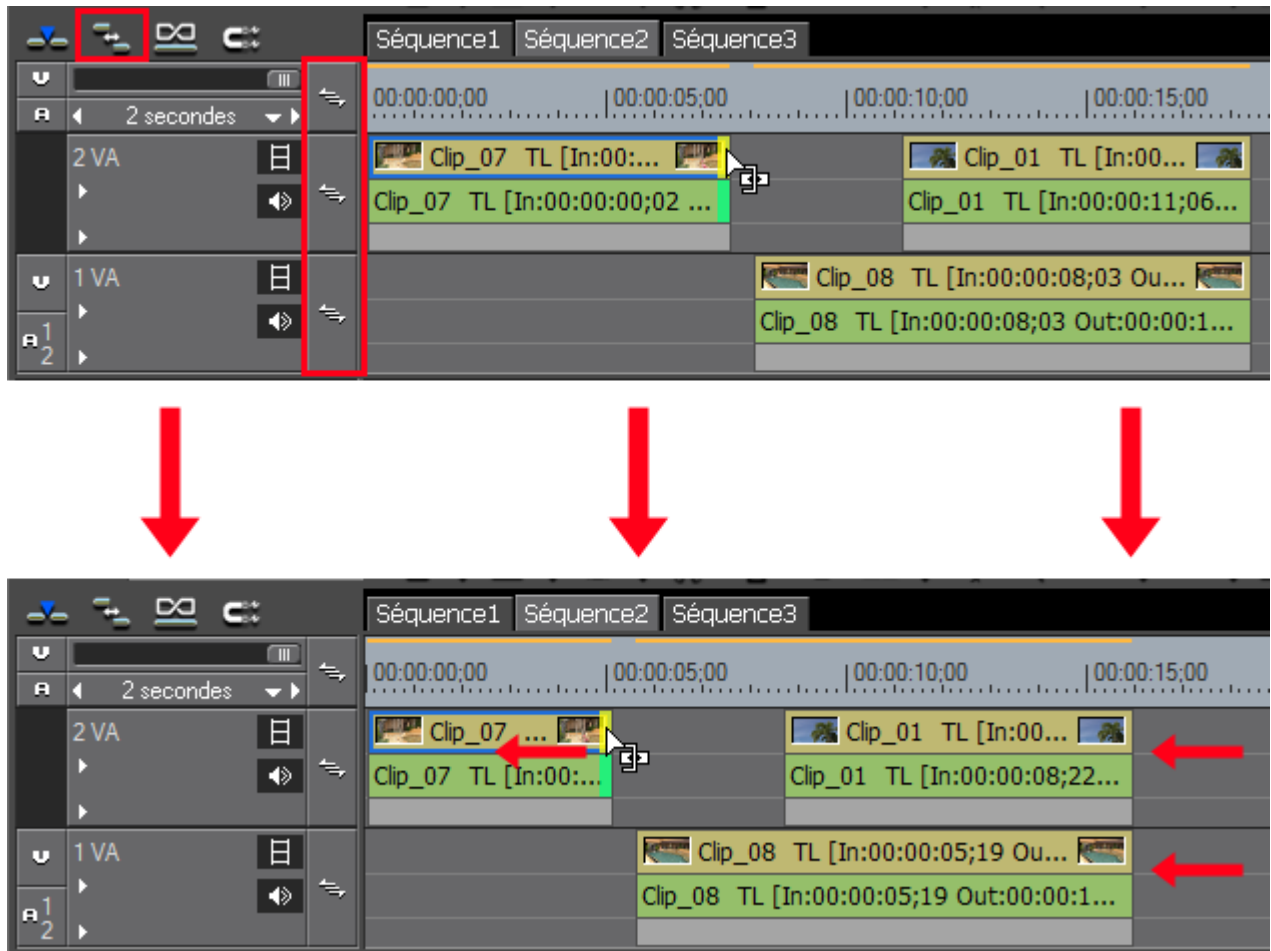 Séquence1 Séquence2 Séquence3
U
A 2 secondes 00:00:00;00 00:00:05;00 00:00:10;00 00:00:15;00
2 VA Clip_07 TL [In:00:... Clip_01 TL [In:00...
Clip_07 TL [In:00:00:00;02 ... Clip_01 TL [In:00:00:11;06...
U 1 VA Clip_08 TL [In:00:00:08;03 Ou...
A 1 2 Clip_08 TL [In:00:00:08;03 Out:00:00:1...
Séquence1 Séquence2 Séquence3
U
A 2 secondes 00:00:00;00 00:00:05;00 00:00:10;00 00:00:15;00
2 VA Clip_07 ... Clip_01 TL [In:00...
Clip_07 TL [In:00:... Clip_01 TL [In:00:00:08;22...
U 1 VA Clip_08 TL [In:00:00:05;19 Ou...
A 1 2 Clip_08 TL [In:00:00:05;19 Out:00:00:1...